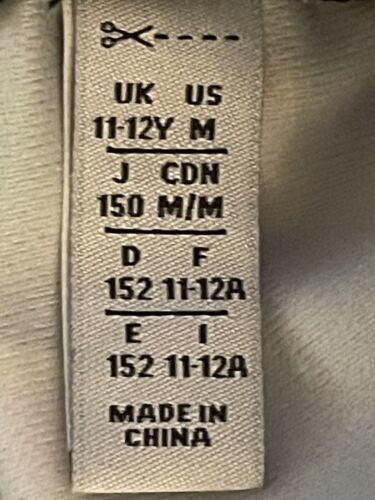 UK US
11-12Y M
J CDN
150 M/M
D F
152 11-12A
E I
152 11-12A
MADE IN
CHINA